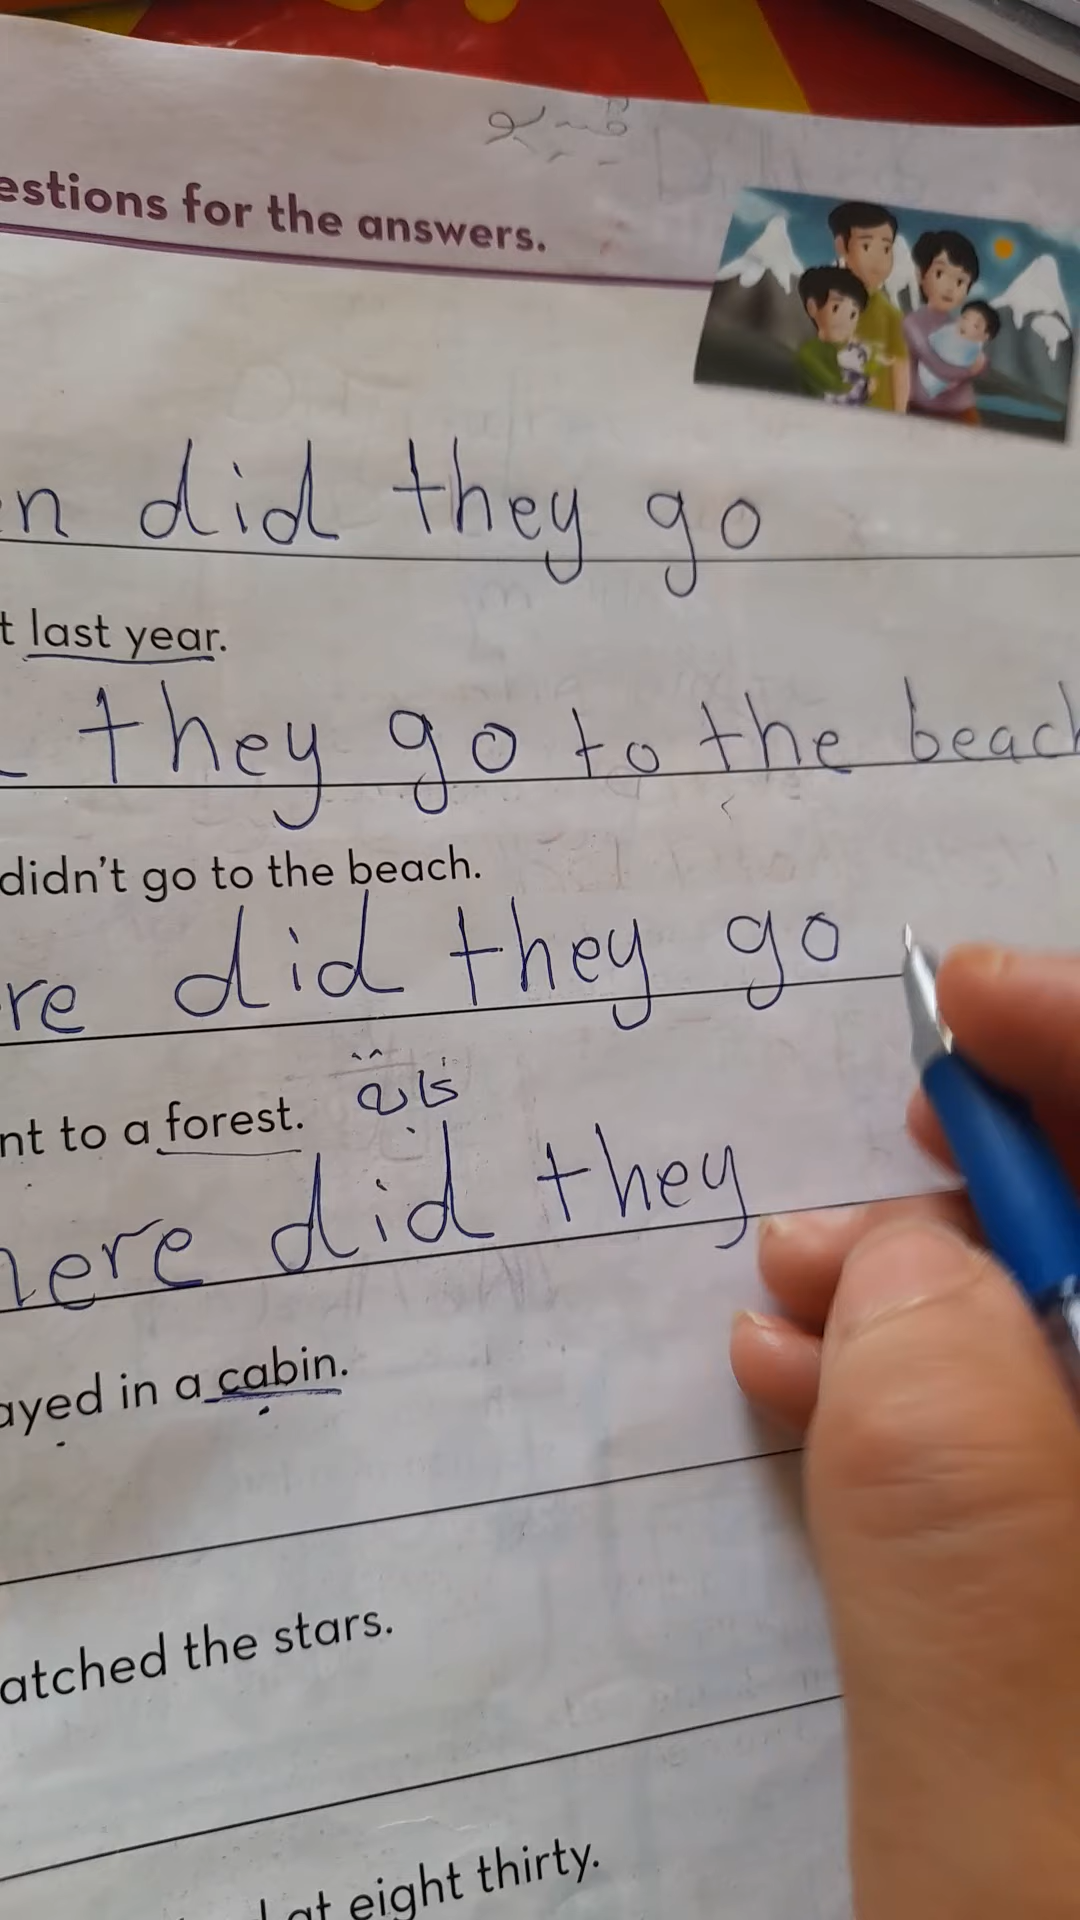 estions for the answers.
n did they go
t last year.
they go to the beach
didn't go to the beach.
re did they go
nt to a forest.
here did they
ayed in a cabin.
atched the stars.
at eight thirty.